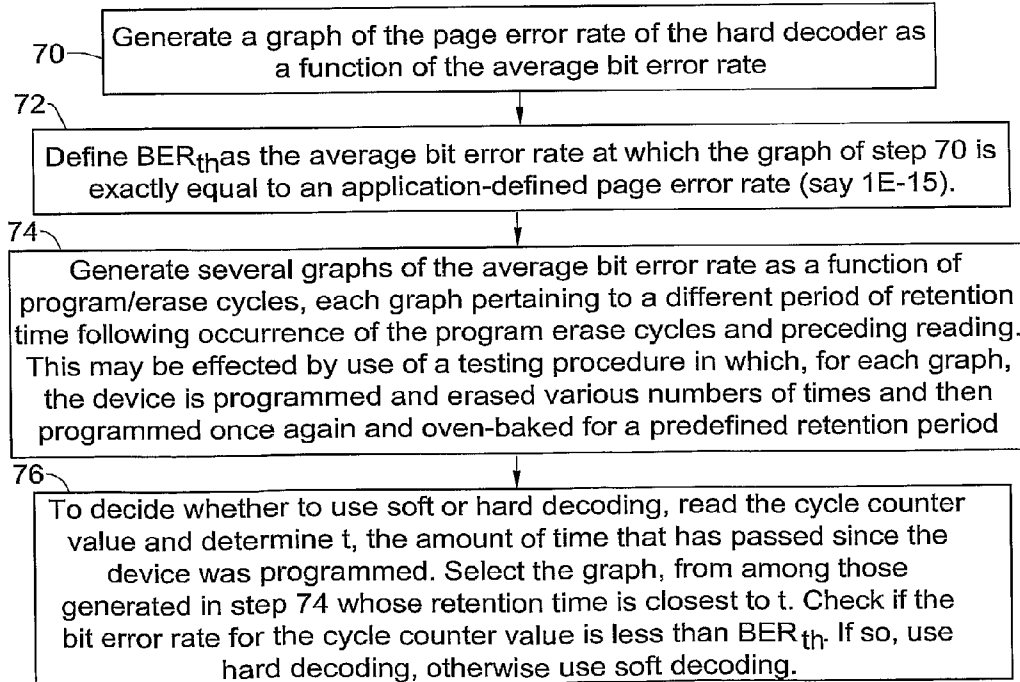 70
Generate a graph of the page error rate of the hard decoder as
a function of the average bit error rate
72
Define BERth as the average bit error rate at which the graph of step 70 is
exactly equal to an application-defined page error rate (say 1E-15).
74
Generate several graphs of the average bit error rate as a function of
program/erase cycles, each graph pertaining to a different period of retention
time following occurrence of the program erase cycles and preceding reading.
This may be effected by use of a testing procedure in which, for each graph,
the device is programmed and erased various numbers of times and then
programmed once again and oven-baked for a predefined retention period
76
To decide whether to use soft or hard decoding, read the cycle counter
value and determine t, the amount of time that has passed since the
device was programmed. Select the graph, from among those
generated in step 74 whose retention time is closest to t. Check if the
bit error rate for the cycle counter value is less than BERth. If so, use
hard decoding, otherwise use soft decoding.